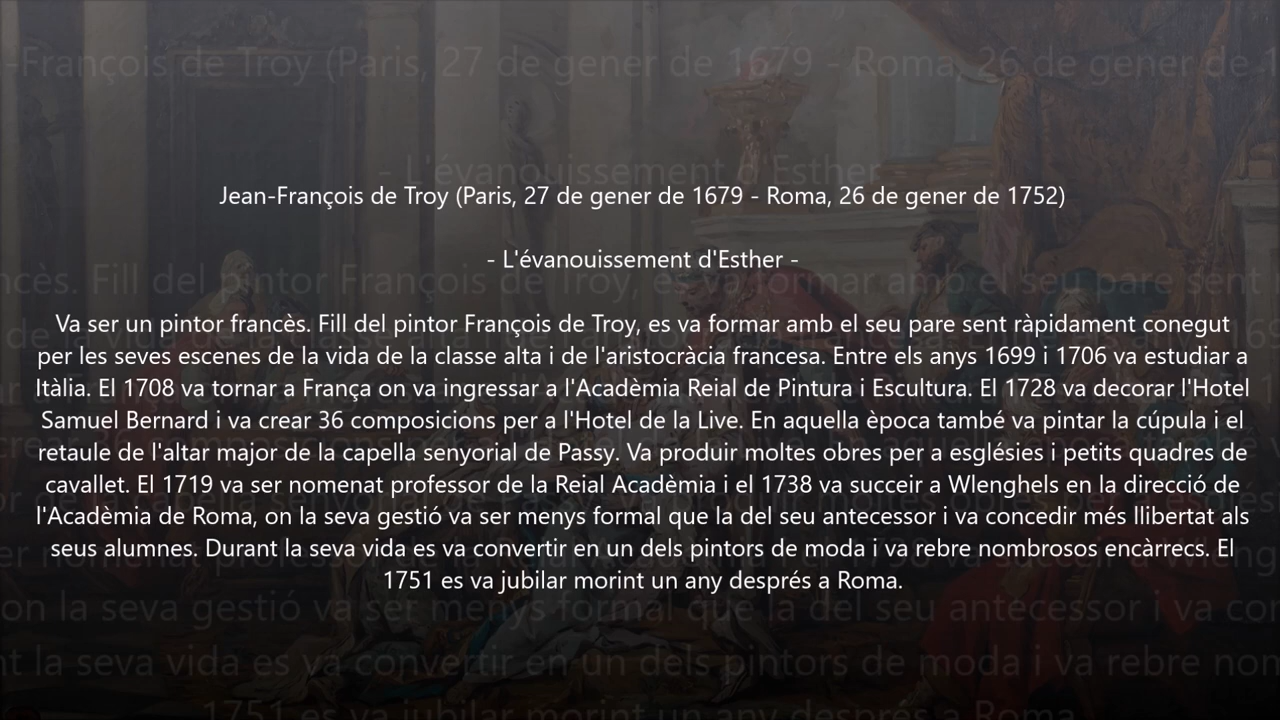 Jean-François de Troy (Paris, 27 de gener de 1679 - Roma, 26 de gener de 1752)
- L'évanouissement d'Esther -
Va ser un pintor francès. Fill del pintor François de Troy, es va formar amb el seu pare sent ràpidament conegut
per les seves escenes de la vida de la classe alta i de l'aristocràcia francesa. Entre els anys 1699 i 1706 va estudiar a
Itàlia. El 1708 va tornar a França on va ingressar a l'Acadèmia Reial de Pintura i Escultura. El 1728 va decorar l'Hotel
Samuel Bernard i va crear 36 composicions per a l'Hotel de la Live. En aquella època també va pintar la cúpula i el
retaule de l'altar major de la capella senyorial de Passy. Va produir moltes obres per a esglésies i petits quadres de
cavallet. El 1719 va ser nomenat professor de la Reial Acadèmia i el 1738 va succeir a Wlenghels en la direcció de
l'Acadèmia de Roma, on la seva gestió va ser menys formal que la del seu antecessor i va concedir més llibertat als
seus alumnes. Durant la seva vida es va convertir en un dels pintors de moda i va rebre nombrosos encàrrecs. El
1751 es va jubilar morint un any després a Roma.